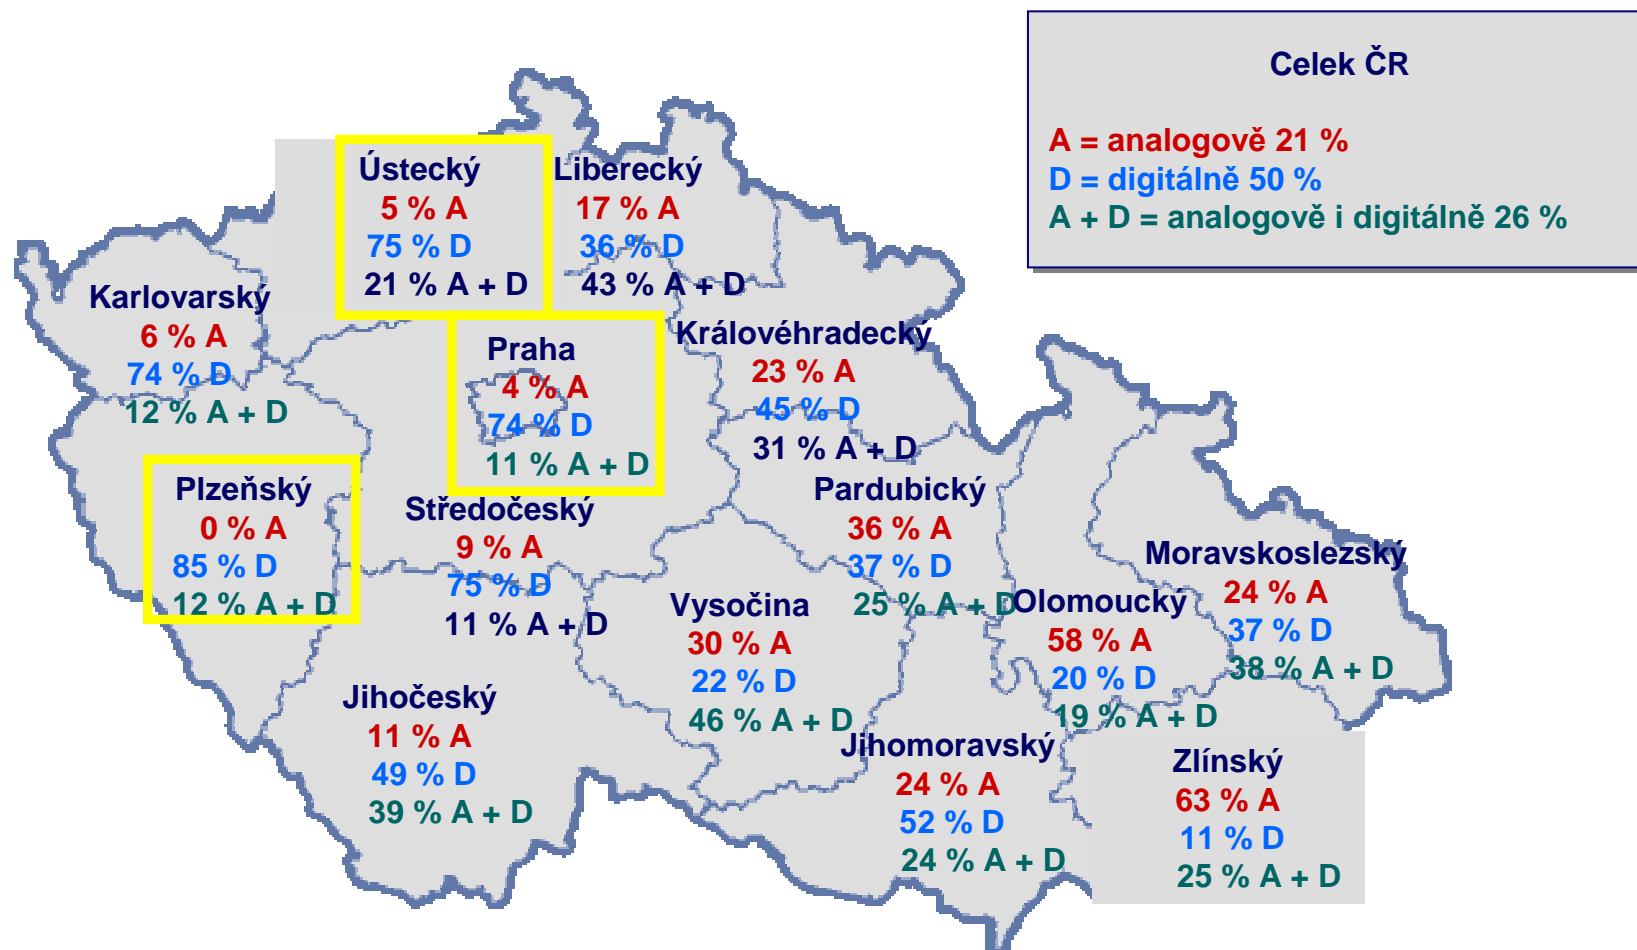 Celek ČR
A = analogově 21 %
D = digitálně 50 %
A + D = analogově i digitálně 26 %
Ústecký
5 % A
75 % D
21 % A + D
Liberecký
17 % A
36 % D
43 % A + D
Karlovarský
6 % A
74 % D
12 % A + D
Praha
4 % A
74 % D
11 % A + D
Královéhradecký
23 % A
45 % D
31 % A + D
Plzeňský
0 % A
85 % D
12 % A + D
Středočeský
9 % A
75 % D
11 % A + D
Pardubický
36 % A
37 % D
25 % A + D
Moravskoslezský
24 % A
37 % D
38 % A + D
Vysočina
30 % A
22 % D
46 % A + D
Olomoucký
58 % A
20 % D
19 % A + D
Jihočeský
11 % A
49 % D
39 % A + D
Jihomoravský
24 % A
52 % D
24 % A + D
Zlínský
63 % A
11 % D
25 % A + D